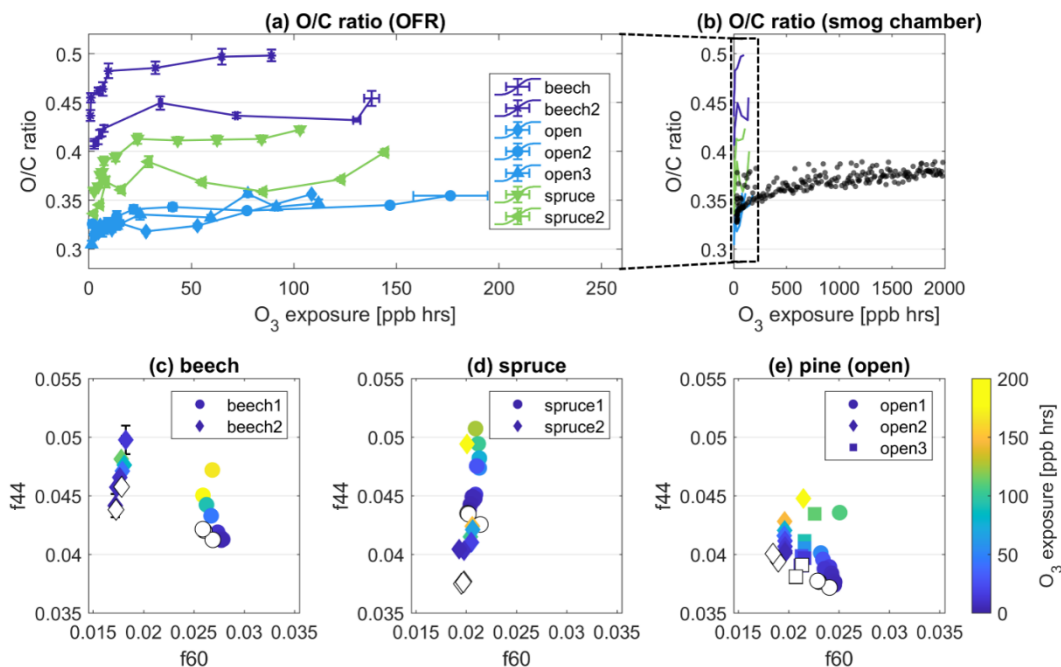 (a) O/C ratio (OFR)
O/C ratio
0.5
0.45
0.4
0.35
0.3
0
50
100
150
200
250
O3 exposure [ppb hrs]
beech
beech2
open
open2
open3
spruce
spruce2
(b) O/C ratio (smog chamber)
O/C ratio
0.5
0.45
0.4
0.35
0.3
0
500
1000
1500
2000
O3 exposure [ppb hrs]
(c) beech
f44
0.055
0.05
0.045
0.04
0.035
0.015
0.02
0.025
0.03
0.035
f60
beech1
beech2
(d) spruce
0.055
0.05
0.045
0.04
0.035
0.015
0.02
0.025
0.03
0.035
f60
spruce1
spruce2
(e) pine (open)
0.055
0.05
0.045
0.04
0.035
0.015
0.02
0.025
0.03
0.035
f60
open1
open2
open3
200
150
100
50
0
O3 exposure [ppb hrs]